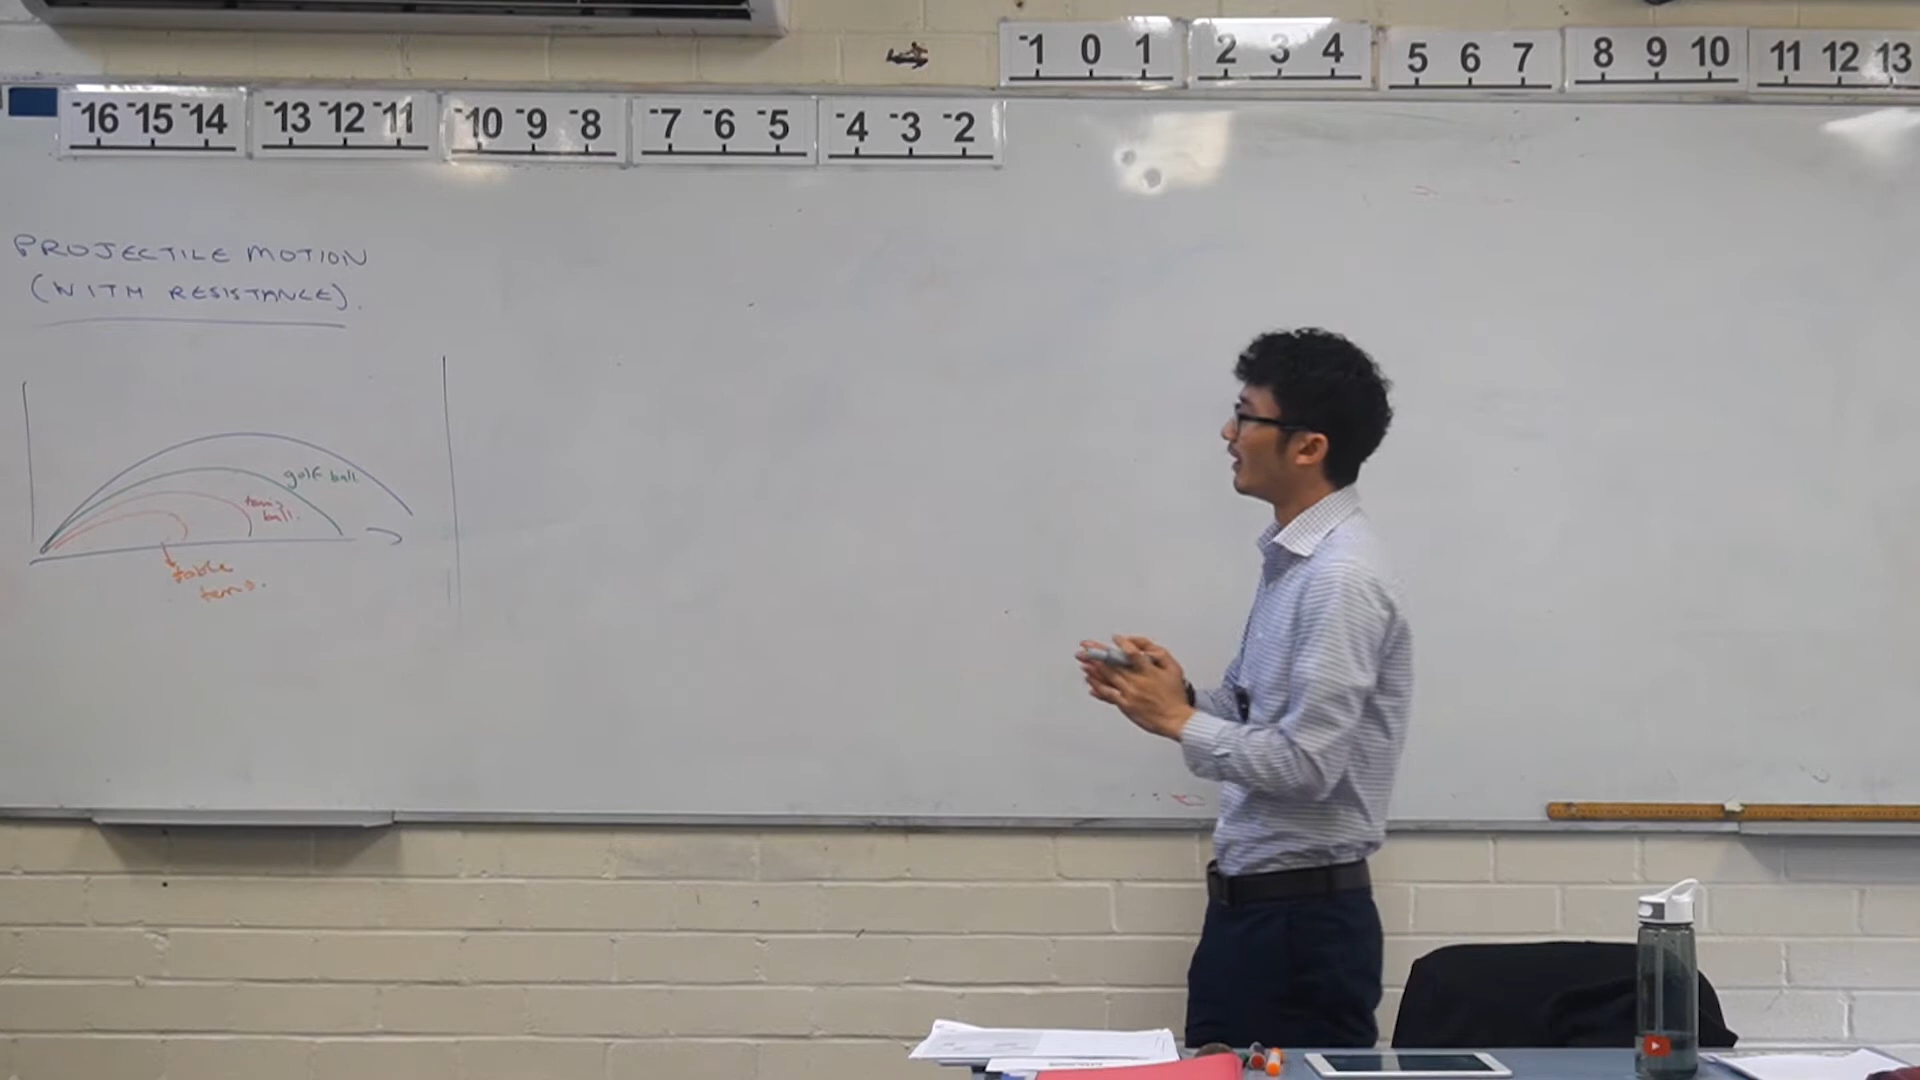 -1 0 1 2 3 4 5 6 7 8 9 10 11 12 13
-16 -15 -14 -13 -12 -11 -10 -9 -8 -7 -6 -5 -4 -3 -2
PROJECTILE MOTION
(WITH RESISTANCE).
golf ball
tennis
ball.
table